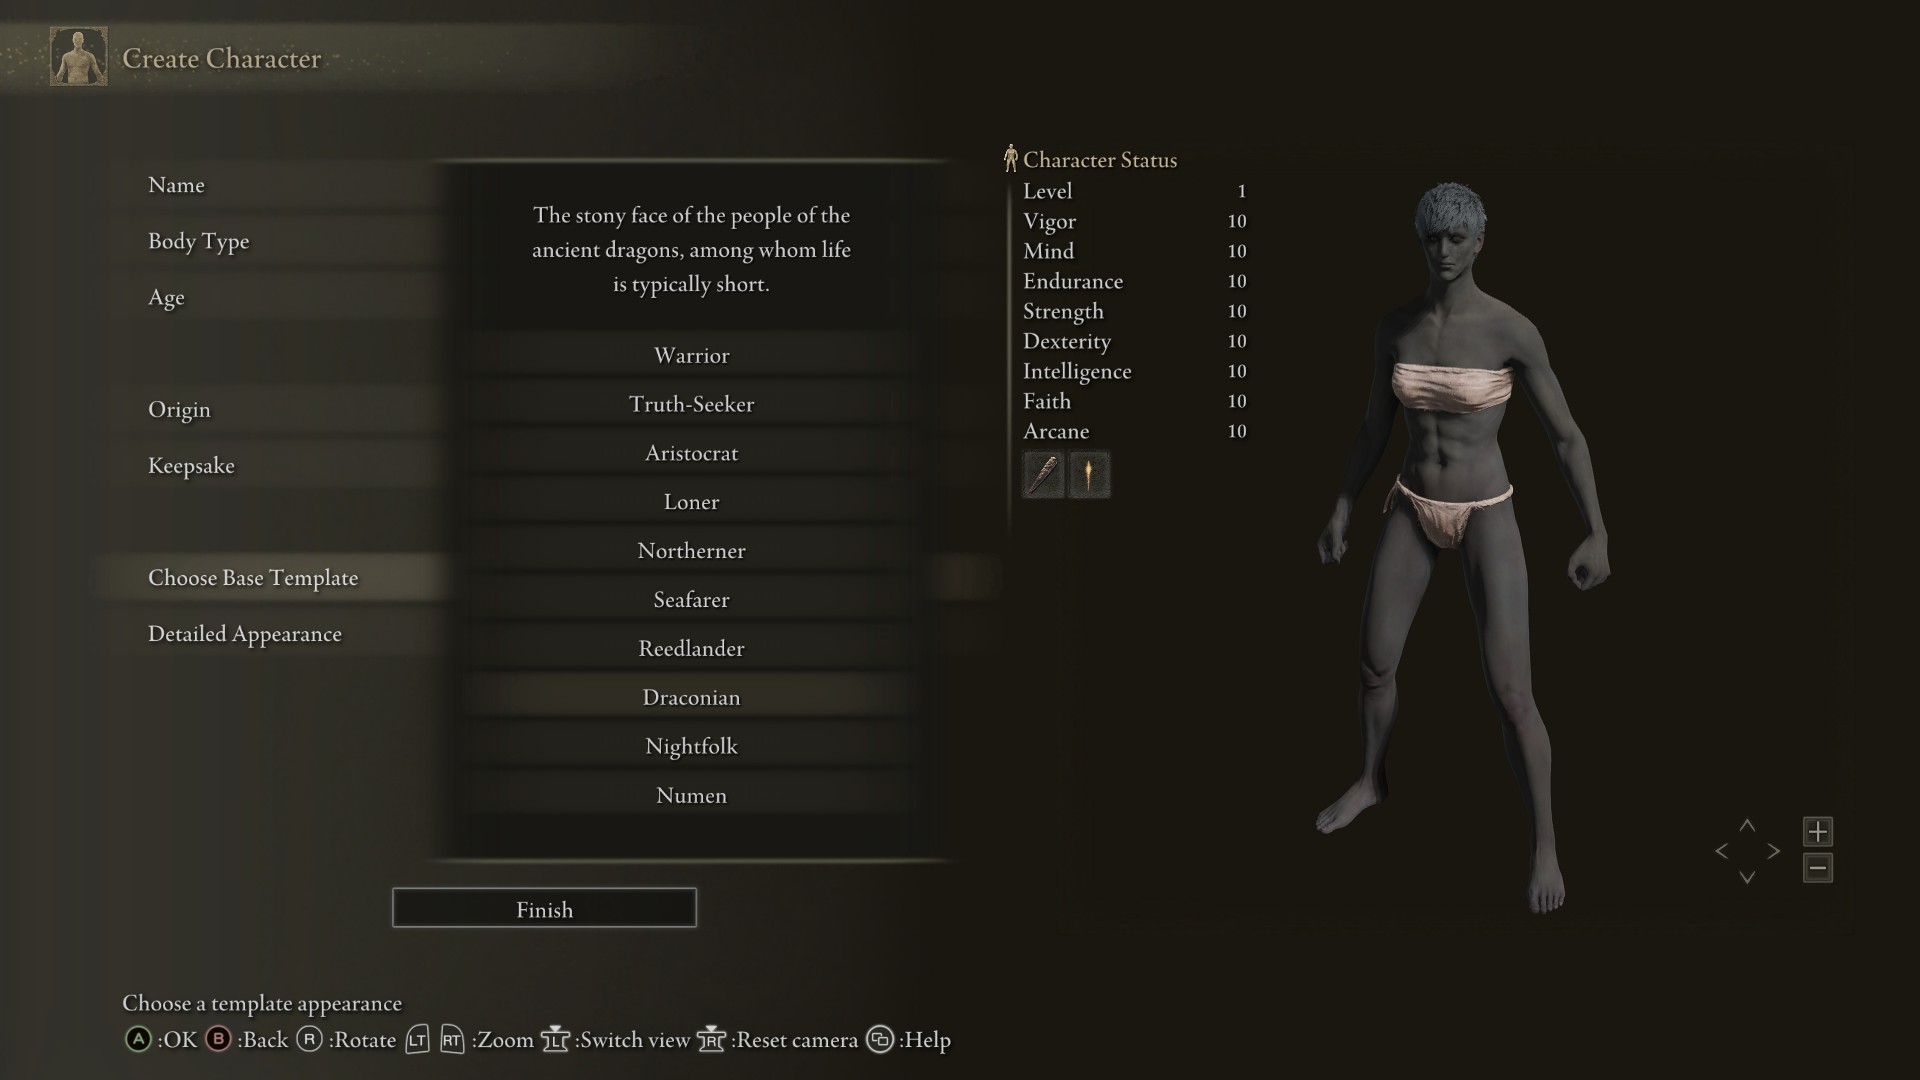 Create Character
Name
Body Type
Age
Origin
Keepsake
Choose Base Template
Detailed Appearance
The stony face of the people of the
ancient dragons, among whom life
is typically short.
Warrior
Truth-Seeker
Aristocrat
Loner
Northerner
Seafarer
Reedlander
Draconian
Nightfolk
Numen
Finish
Character Status
Level 1
Vigor 10
Mind 10
Endurance 10
Strength 10
Dexterity 10
Intelligence 10
Faith 10
Arcane 10
Choose a template appearance
A :OK B :Back R :Rotate LT RT :Zoom L :Switch view R :Reset camera :Help